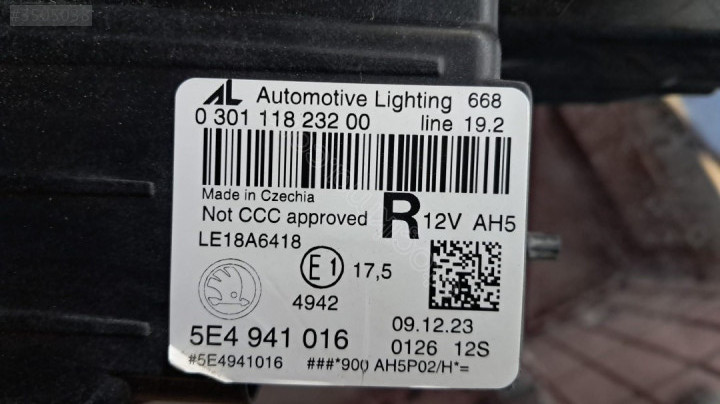 #3503098
AL Automotive Lighting 668
0 301 118 232 00 line 19.2
Made in Czechia
Not CCC approved R 12V AH5
LE18A6418
E1 17,5
4942
5E4 941 016 09.12.23
0126 12S
#5E4941016 ###*900 AH5P02/H*=